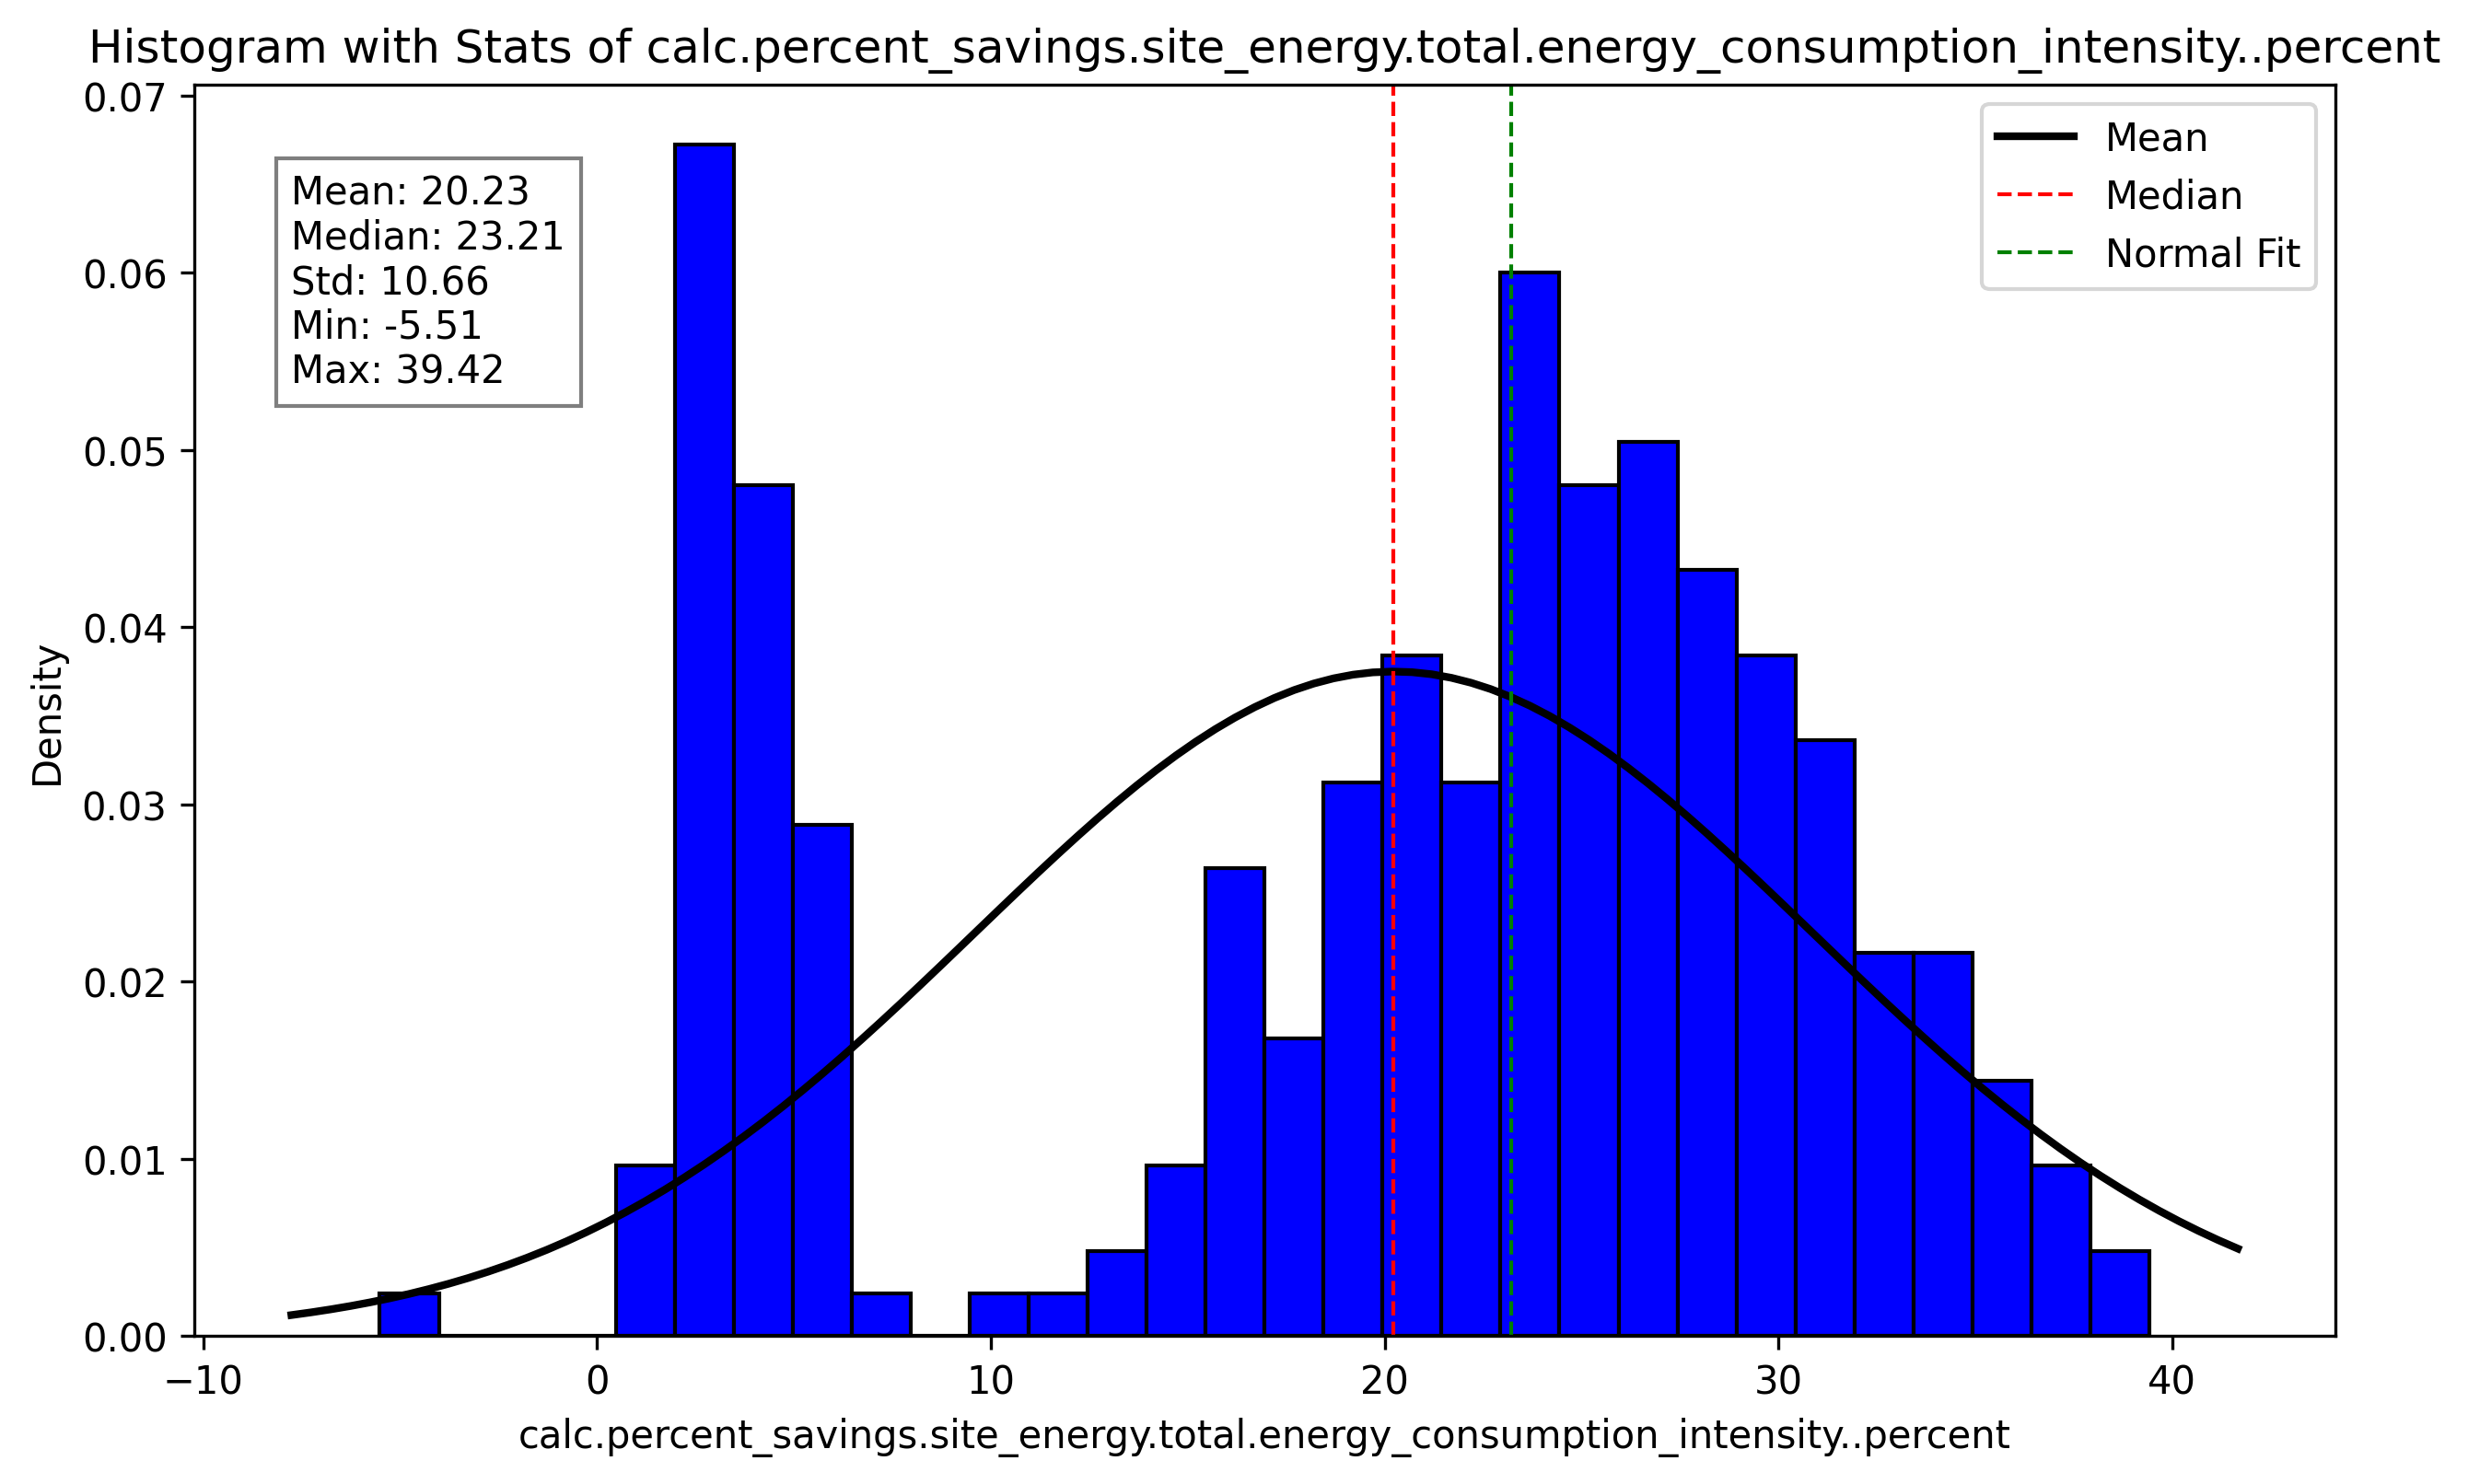 Histogram with Stats of calc.percent_savings.site_energy.total.energy_consumption_intensity..percent
0.07
0.06
0.05
0.04
0.03
0.02
0.01
0.00
Density
Mean: 20.23
Median: 23.21
Std: 10.66
Min: -5.51
Max: 39.42
Mean
Median
Normal Fit
−10 0 10 20 30 40
calc.percent_savings.site_energy.total.energy_consumption_intensity..percent